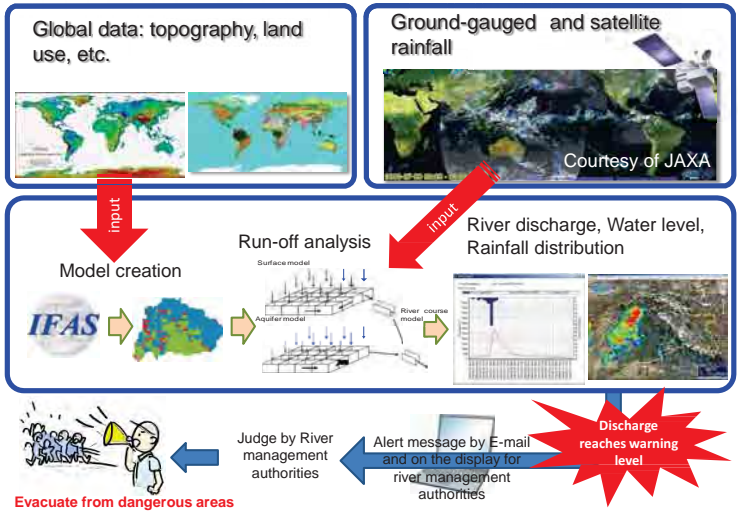 Global data: topography, land
use, etc.
Ground-gauged and satellite
rainfall
Courtesy of JAXA
input
input
River discharge, Water level,
Rainfall distribution
Run-off analysis
Model creation
Surface model
IFAS
Aquifer model
River course
model
Discharge
reaches warning
level
Alert message by E-mail
and on the display for
river management
authorities
Judge by River
management
authorities
Evacuate from dangerous areas